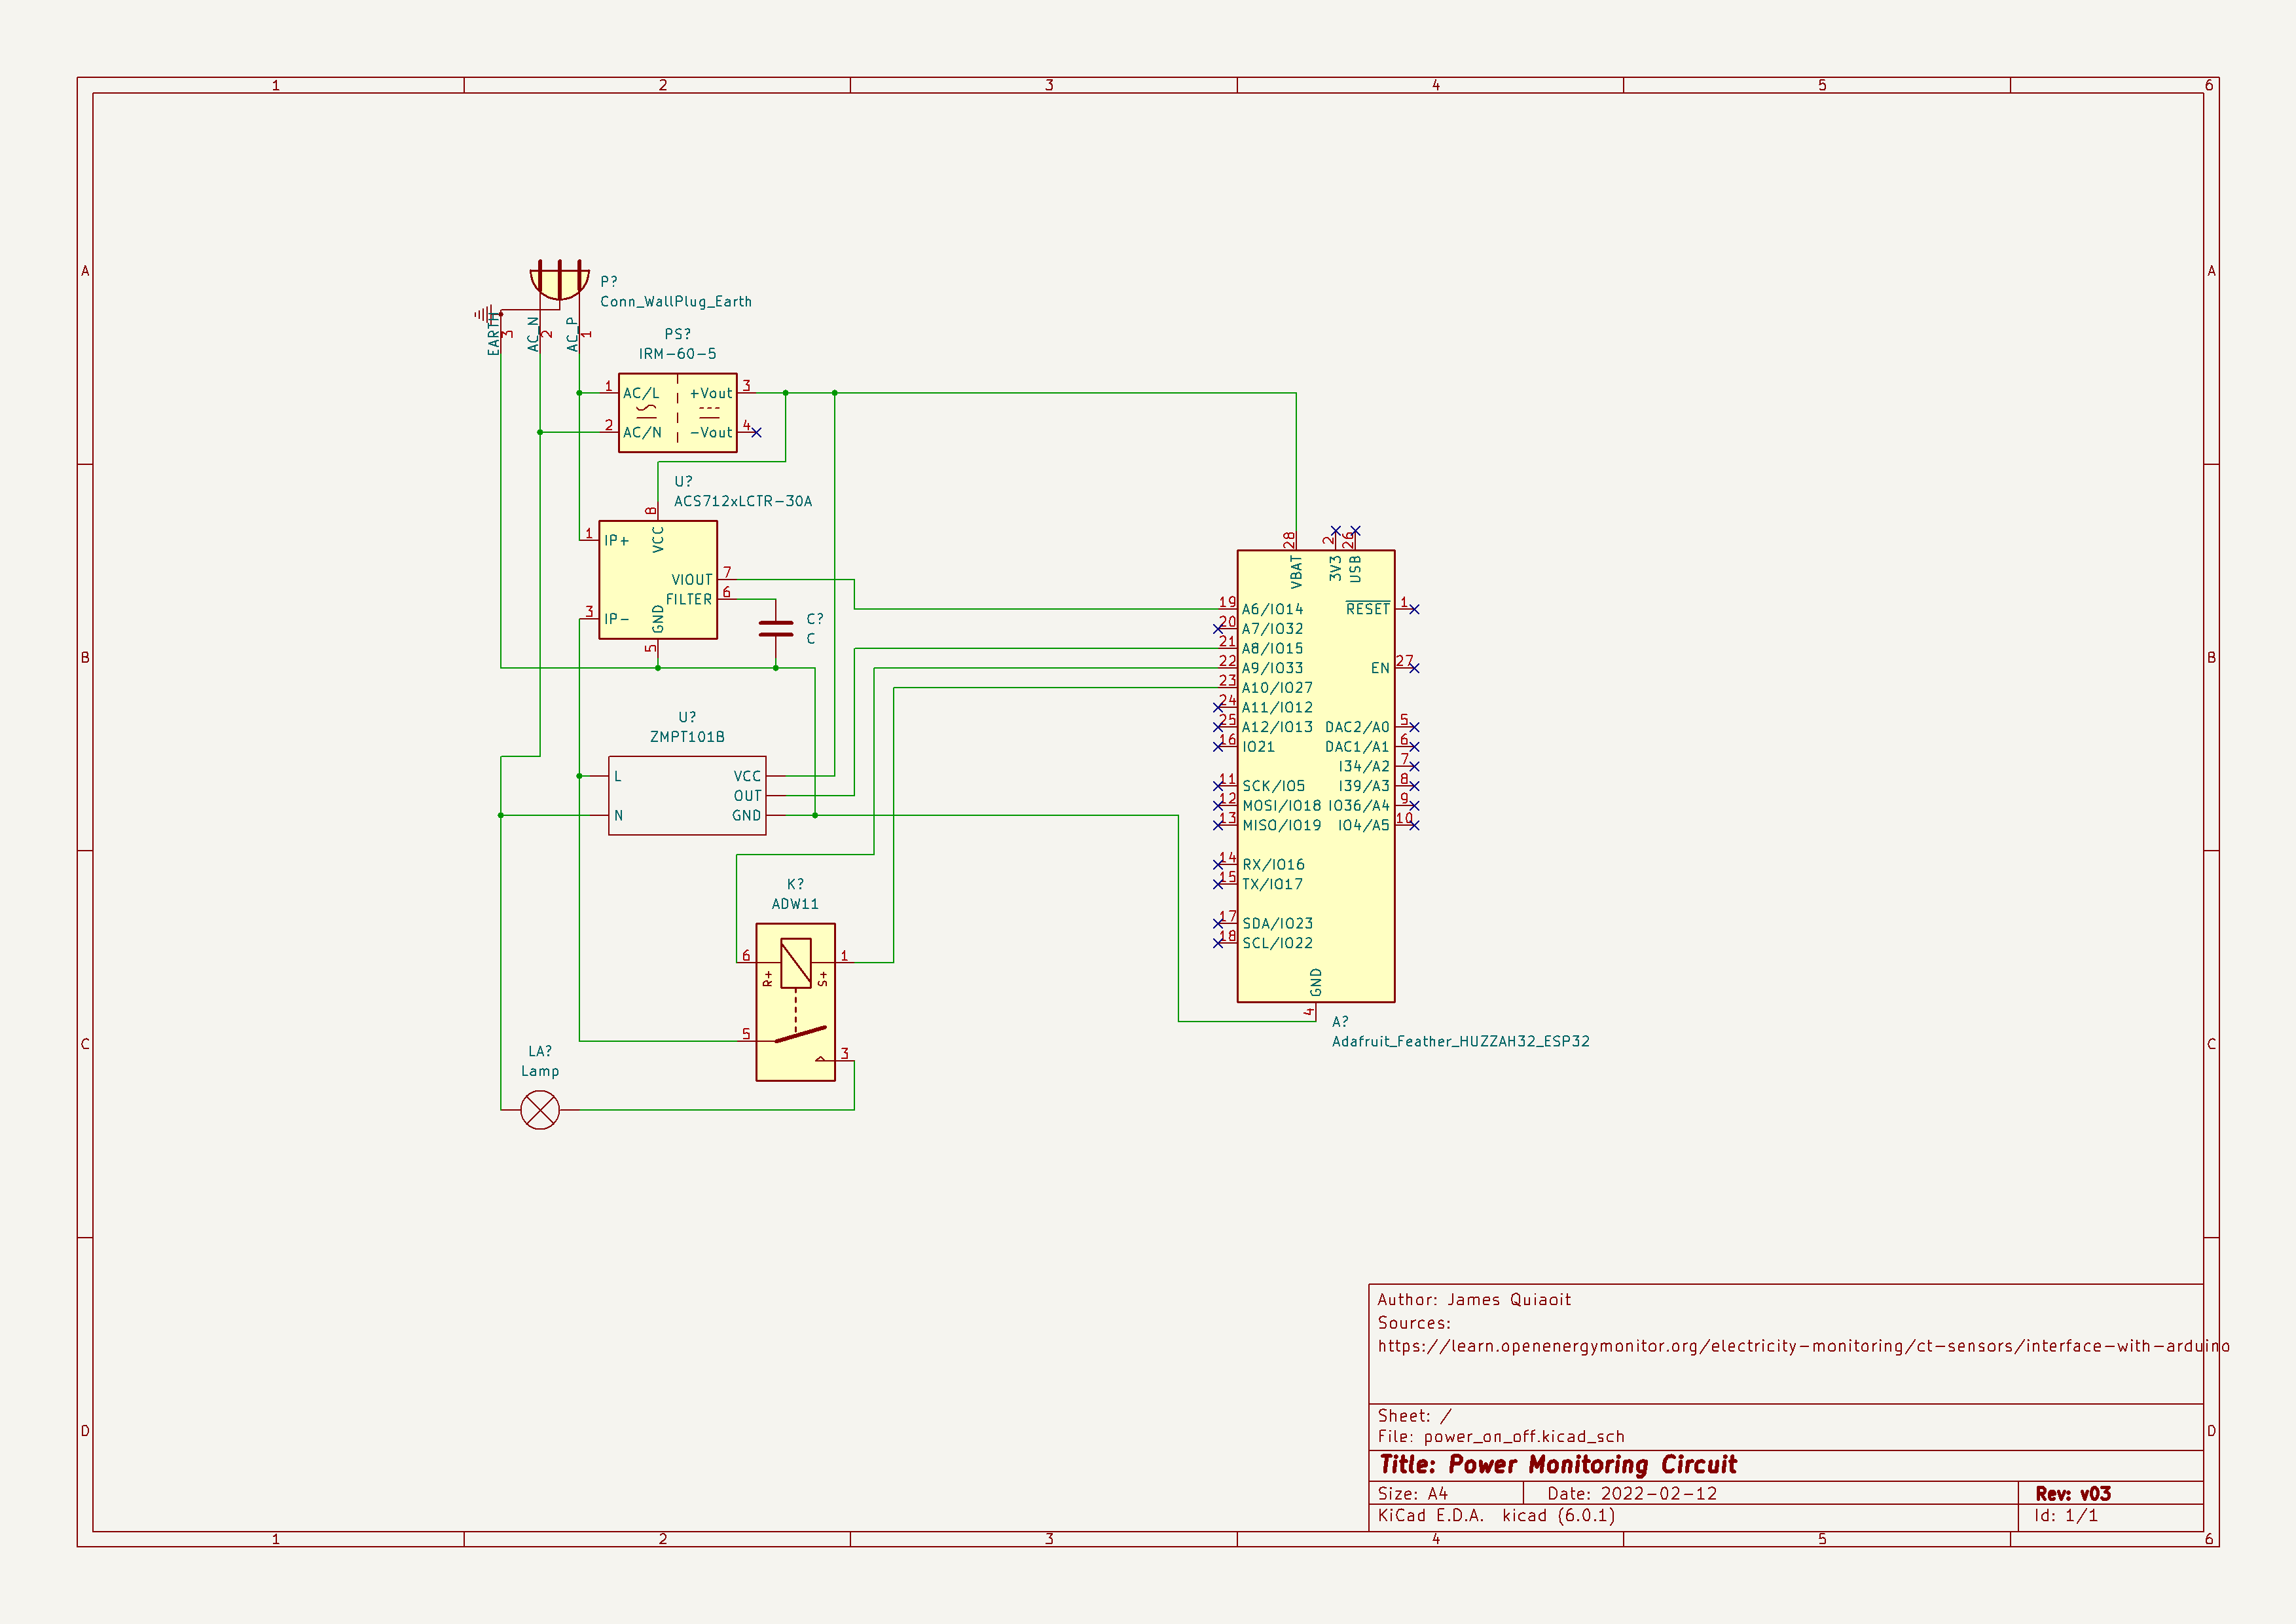 1 2 3 4 5 6
A A
B B
C C
D D
1 2 3 4 5 6
P?
Conn_WallPlug_Earth
EARTH 3
AC_N 2
AC_P 1
PS?
IRM-60-5
1 AC/L +Vout 3
2 AC/N -Vout 4
U?
ACS712xLCTR-30A
8 VCC
1 IP+
VIOUT 7
FILTER 6
3 IP-
GND 5
C?
C
U?
ZMPT101B
L VCC
OUT
N GND
K?
ADW11
6 1
R+ S+
5
3
LA?
Lamp
28 2 26
VBAT 3V3 USB
19 A6/IO14 RESET 1
20 A7/IO32
21 A8/IO15
22 A9/IO33 EN 27
23 A10/IO27
24 A11/IO12
25 A12/IO13 DAC2/A0 5
16 IO21 DAC1/A1 6
I34/A2 7
11 SCK/IO5 I39/A3 8
12 MOSI/IO18 IO36/A4 9
13 MISO/IO19 IO4/A5 10
14 RX/IO16
15 TX/IO17
17 SDA/IO23
18 SCL/IO22
GND
4
A?
Adafruit_Feather_HUZZAH32_ESP32
Author: James Quiaoit
Sources:
https://learn.openenergymonitor.org/electricity-monitoring/ct-sensors/interface-with-arduino
Sheet: /
File: power_on_off.kicad_sch
Title: Power Monitoring Circuit
Size: A4 Date: 2022-02-12 Rev: v03
KiCad E.D.A. kicad (6.0.1) Id: 1/1